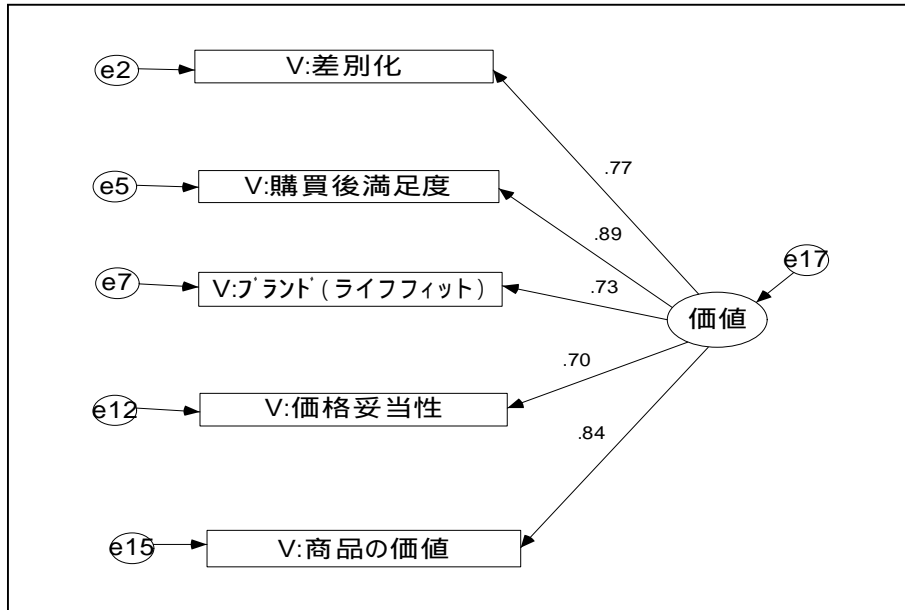 e2
V:差別化
.77
e5
V:購買後満足度
.89
e17
e7
V:ﾌﾞﾗﾝﾄﾞ(ライフフィット)
.73
価値
.70
e12
V:価格妥当性
.84
e15
V:商品の価値